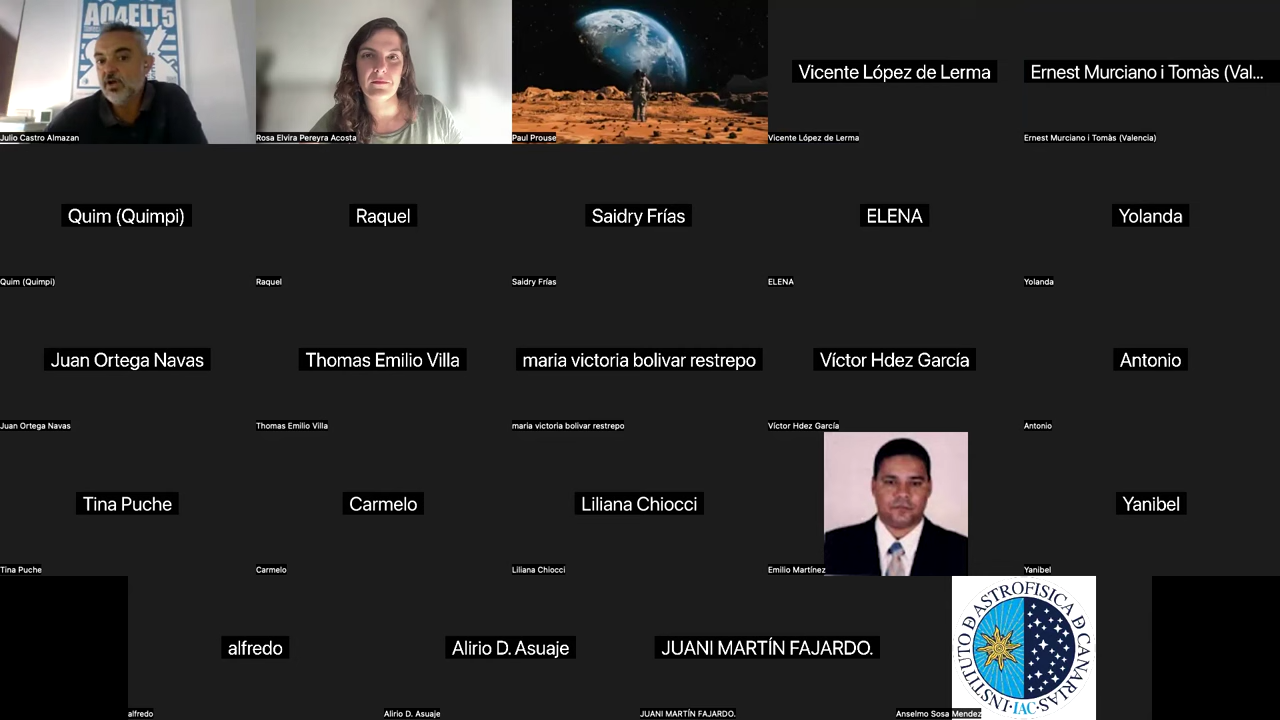 AO4ELT5
Julio Castro Almazan
Rosa Elvira Pereyra Acosta
Paul Prouse
Vicente López de Lerma
Vicente López de Lerma
Ernest Murciano i Tomàs (Val...
Ernest Murciano i Tomàs (Valencia)
Quim (Quimpi)
Quim (Quimpi)
Raquel
Raquel
Saidry Frías
Saidry Frías
ELENA
ELENA
Yolanda
Yolanda
Juan Ortega Navas
Juan Ortega Navas
Thomas Emilio Villa
Thomas Emilio Villa
maria victoria bolivar restrepo
maria victoria bolivar restrepo
Víctor Hdez García
Víctor Hdez García
Antonio
Antonio
Tina Puche
Tina Puche
Carmelo
Carmelo
Liliana Chiocci
Liliana Chiocci
Emilio Martínez
Yanibel
Yanibel
alfredo
alfredo
Alirio D. Asuaje
Alirio D. Asuaje
JUANI MARTÍN FAJARDO.
JUANI MARTÍN FAJARDO.
INSTITUTO DE ASTROFISICA DE CANARIAS
·IAC·
Anselmo Sosa Mendez